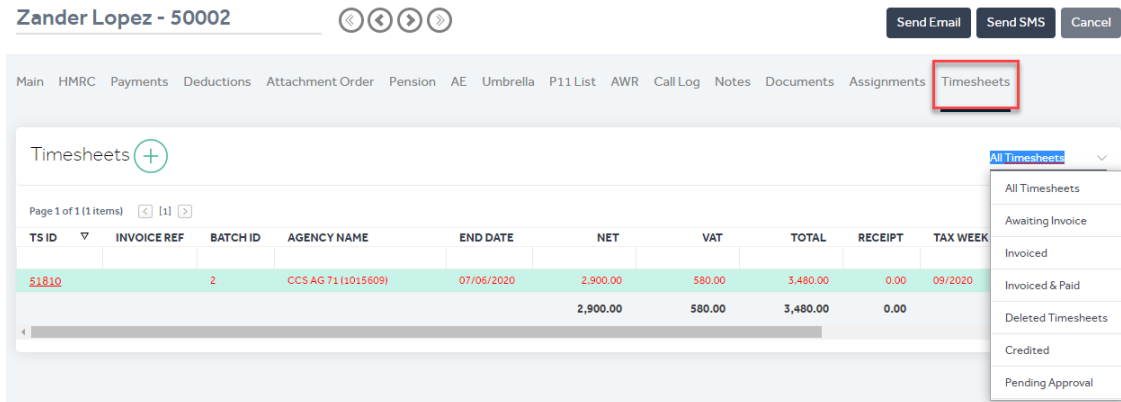 Zander Lopez - 50002
Send Email Send SMS Cancel
Main HMRC Payments Deductions Attachment Order Pension AE Umbrella P11 List AWR Call Log Notes Documents Assignments Timesheets
Timesheets
All Timesheets
All Timesheets
Awaiting Invoice
Invoiced
Invoiced & Paid
Deleted Timesheets
Credited
Pending Approval
Page 1 of 1 (1 items) [1]
TS ID INVOICE REF BATCH ID AGENCY NAME END DATE NET VAT TOTAL RECEIPT TAX WEEK
51810 2 CCS AG 71 (1015609) 07/06/2020 2,900.00 580.00 3,480.00 0.00 09/2020
2,900.00 580.00 3,480.00 0.00